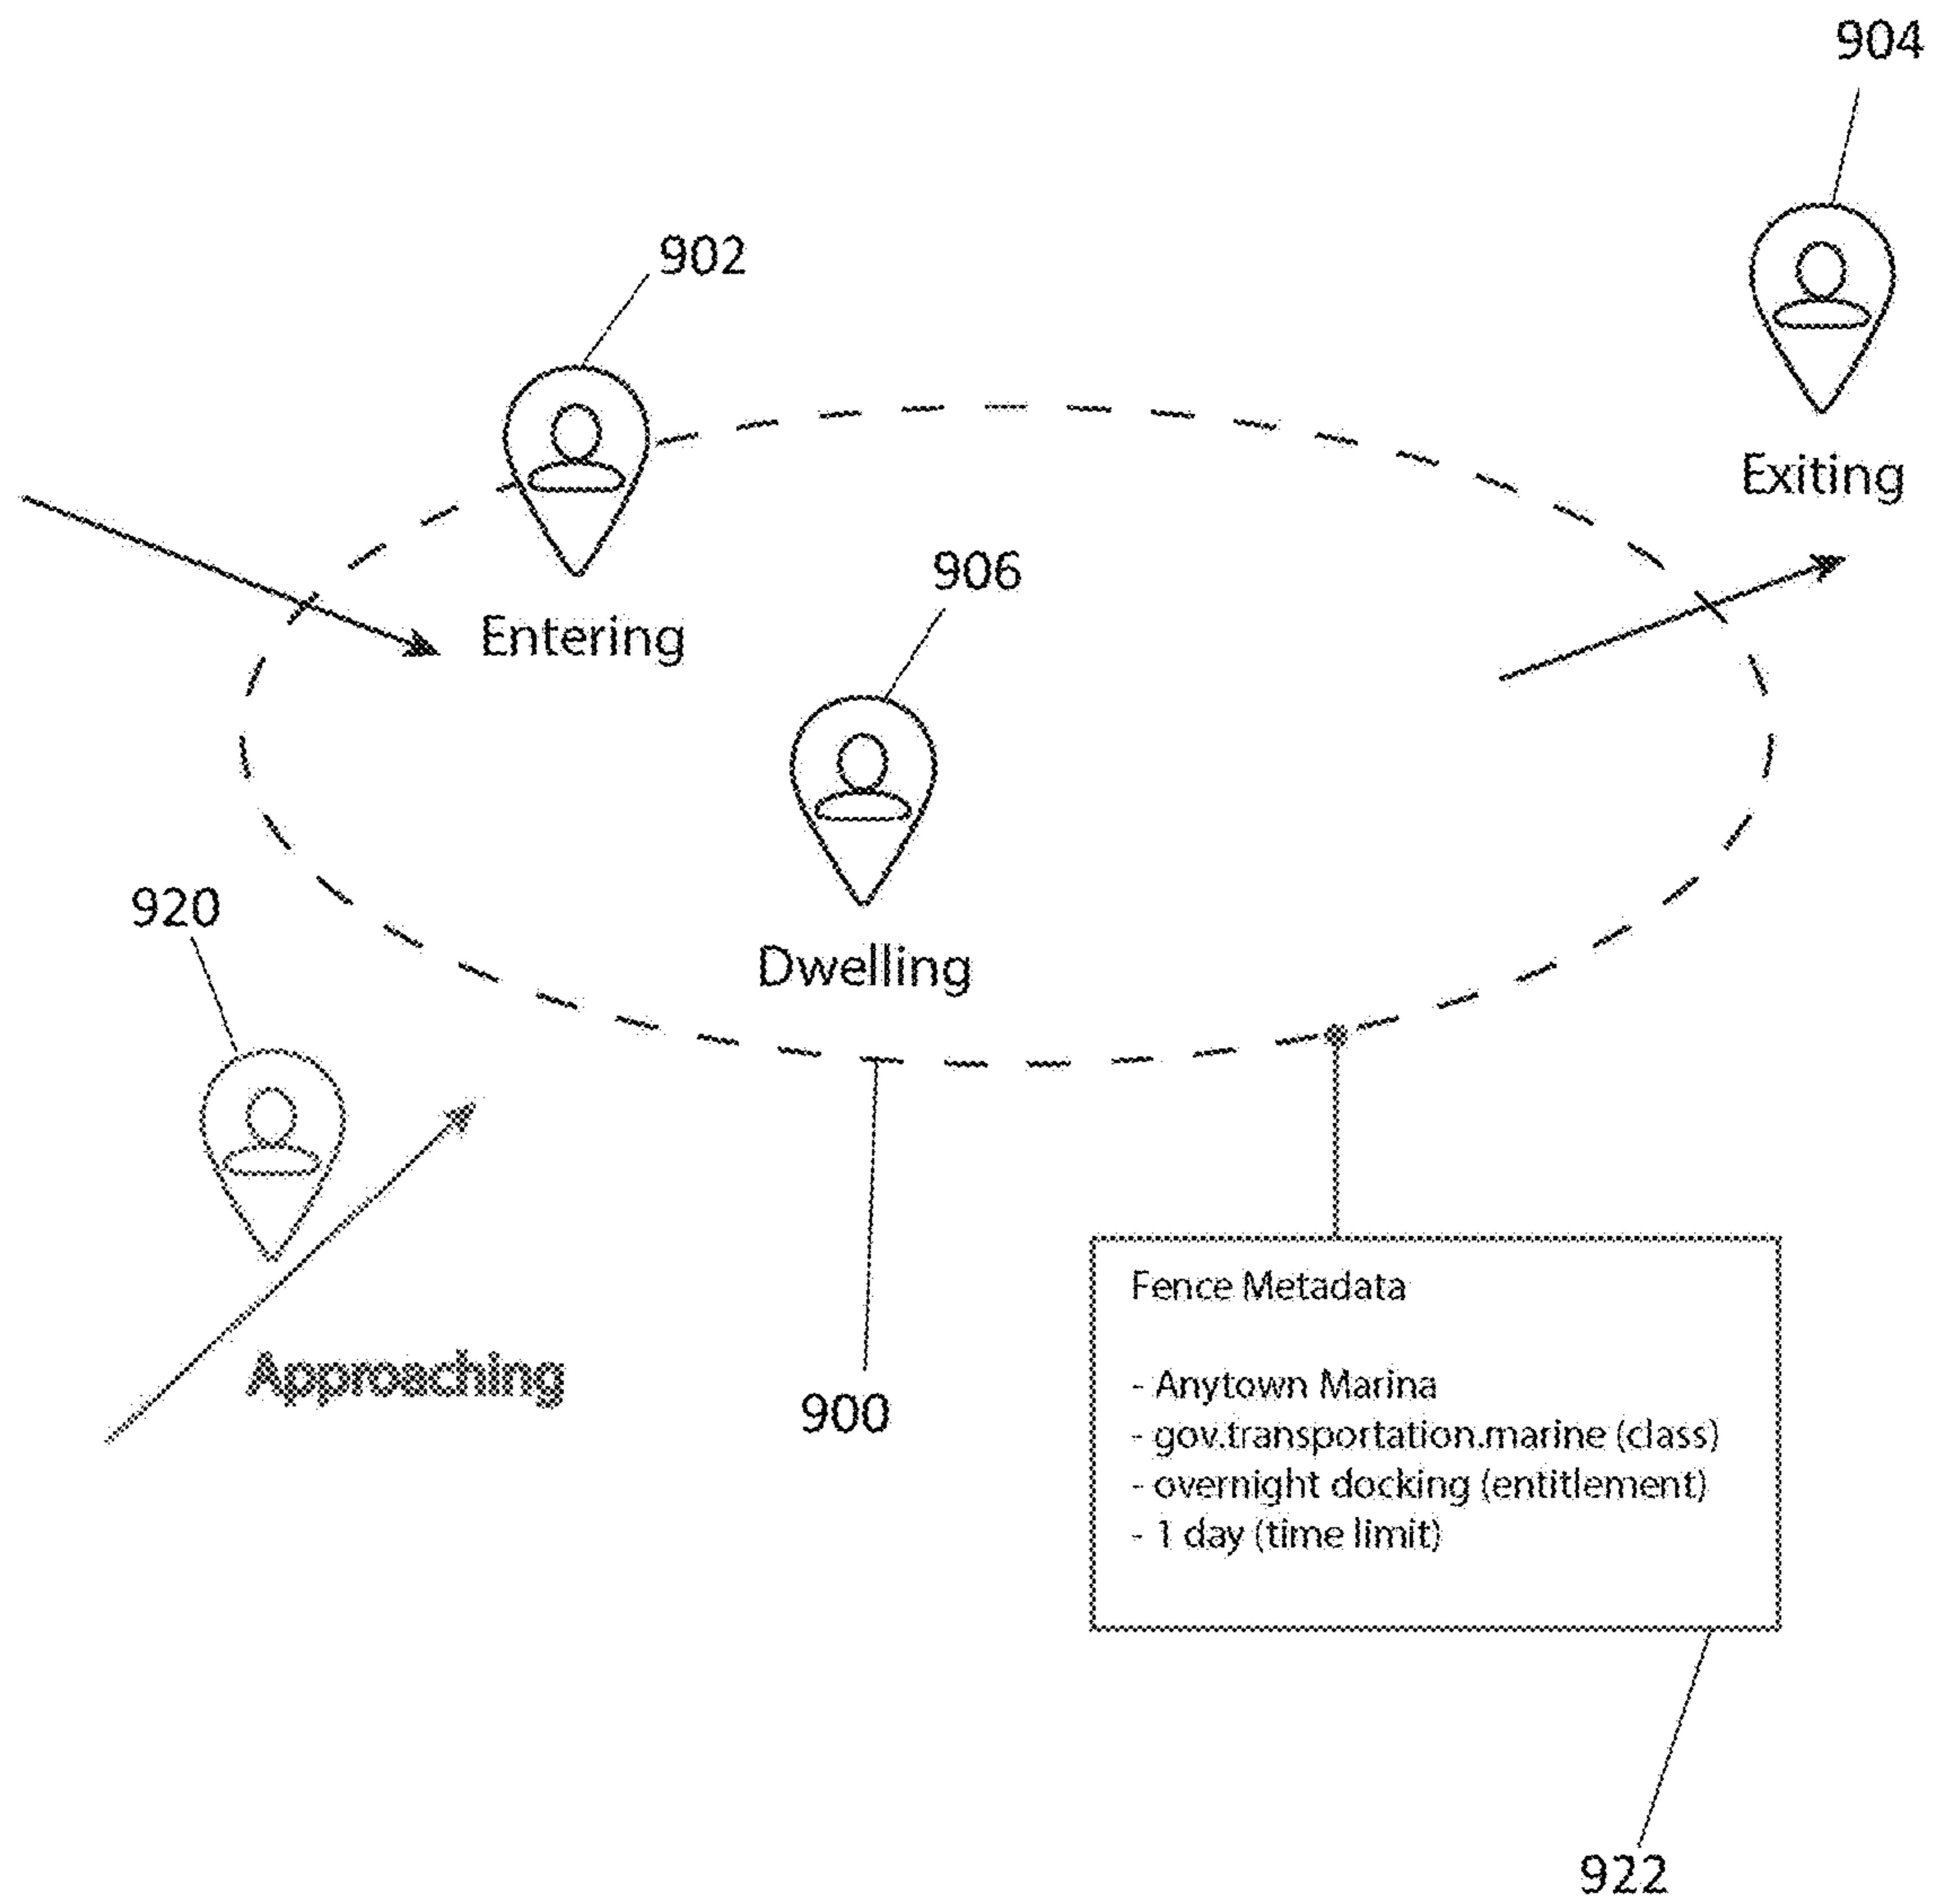 904
902
Exiting
906
Entering
920
Dwelling
Fence Metadata
Approaching
- Anytown Marina
900
- gov.transportation.marine (class)
- overnight docking (entitlement)
- 1 day (time limit)
922